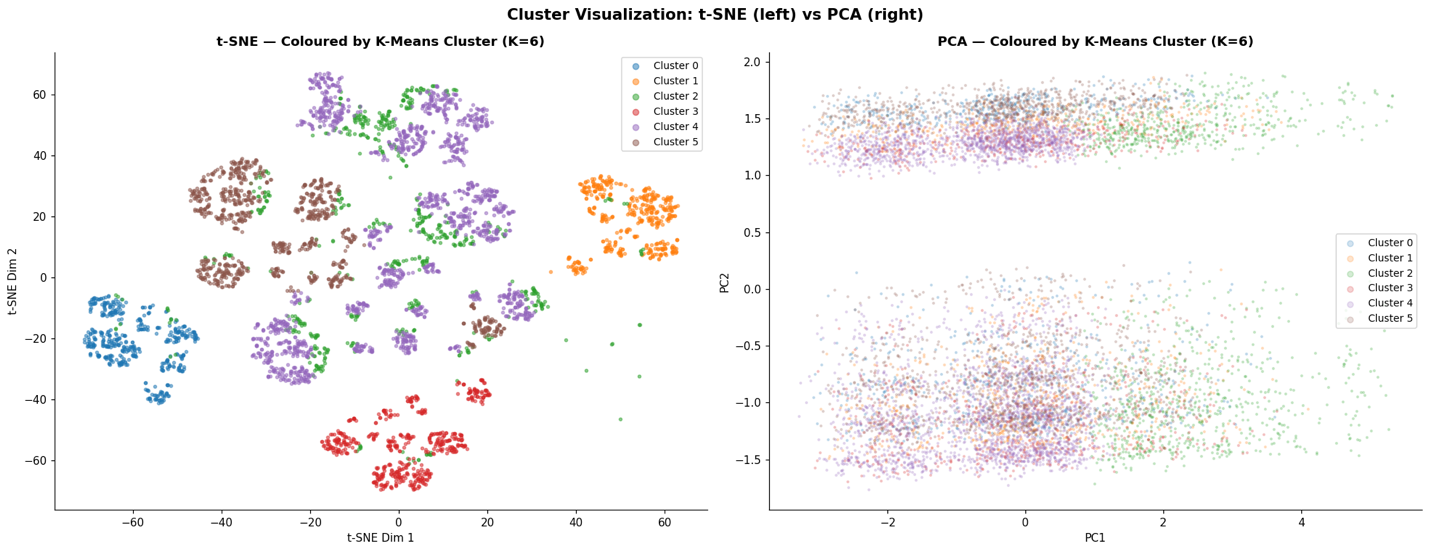 Cluster Visualization: t-SNE (left) vs PCA (right)
t-SNE — Coloured by K-Means Cluster (K=6)
Cluster 0
Cluster 1
Cluster 2
Cluster 3
Cluster 4
Cluster 5
60
40
20
0
−20
−40
−60
t-SNE Dim 2
−60
−40
−20
0
20
40
60
t-SNE Dim 1
PCA — Coloured by K-Means Cluster (K=6)
2.0
1.5
1.0
0.5
0.0
−0.5
−1.0
−1.5
PC2
Cluster 0
Cluster 1
Cluster 2
Cluster 3
Cluster 4
Cluster 5
−2
0
2
4
PC1